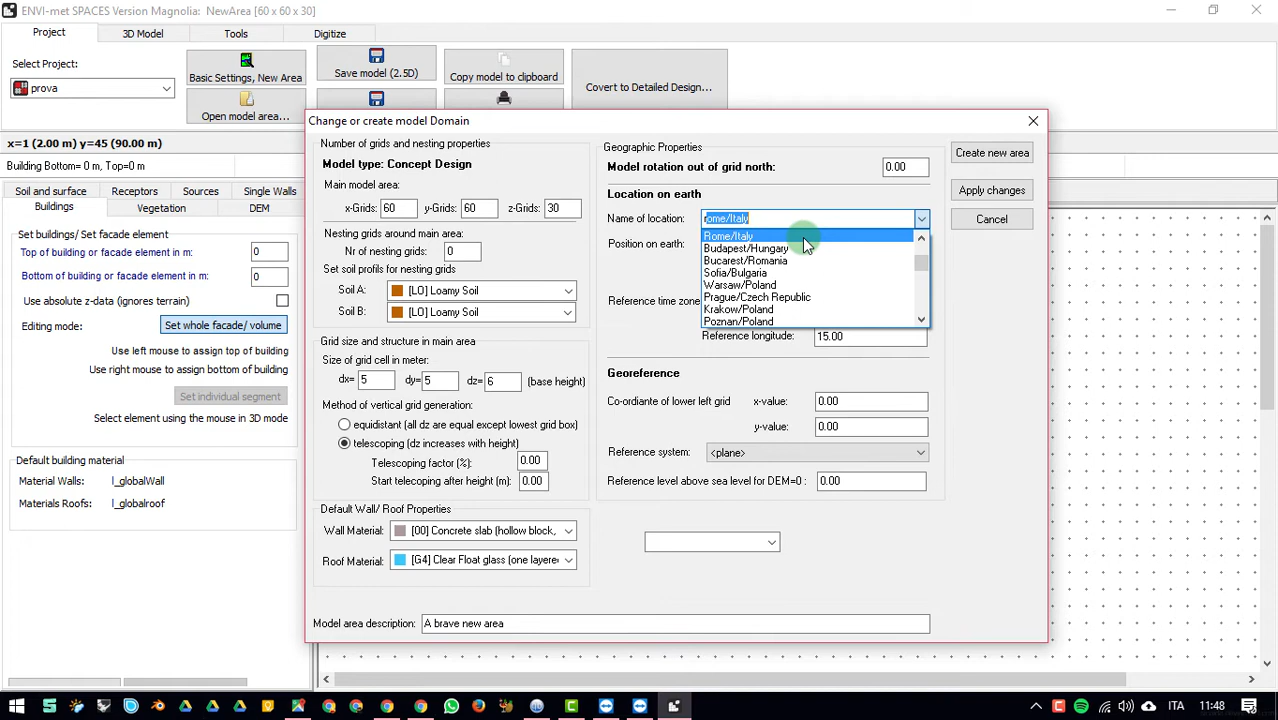 ENVI-met SPACES Version Magnolia: NewArea [60 x 60 x 30]
Project
3D Model
Tools
Digitize
Select Project:
prova
Basic Settings, New Area
Open model area...
Save model (2.5D)
Copy model to clipboard
Covert to Detailed Design...
x=1 (2.00 m) y=45 (90.00 m)
Building Bottom= 0 m, Top=0 m
Soil and surface
Receptors
Sources
Single Walls
Buildings
Vegetation
DEM
Set buildings/ Set facade element
Top of building or facade element in m:
0
Bottom of building or facade element in m:
0
Use absolute z-data (ignores terrain)
Editing mode:
Set whole facade/ volume
Use left mouse to assign top of building
Use right mouse to assign bottom of building
Set individual segment
Select element using the mouse in 3D mode
Default building material
Material Walls:
l_globalWall
Materials Roofs:
l_globalroof
Change or create model Domain
Number of grids and nesting properties
Model type: Concept Design
Main model area:
x-Grids: 60
y-Grids: 60
z-Grids: 30
Nesting grids around main area:
Nr of nesting grids: 0
Set soil profils for nesting grids
Soil A: [LO] Loamy Soil
Soil B: [LO] Loamy Soil
Grid size and structure in main area
Size of grid cell in meter:
dx= 5
dy= 5
dz= 6
(base height)
Method of vertical grid generation:
equidistant (all dz are equal except lowest grid box)
telescoping (dz increases with height)
Telescoping factor (%): 0.00
Start telecoping after height (m): 0.00
Default Wall/ Roof Properties
Wall Material: [00] Concrete slab (hollow block,
Roof Material: [G4] Clear Float glass (one layere
Model area description: A brave new area
Geographic Properties
Model rotation out of grid north: 0.00
Location on earth
Name of location: rome/Italy
Rome/Italy
Budapest/Hungary
Bucarest/Romania
Sofia/Bulgaria
Warsaw/Poland
Prague/Czech Republic
Krakow/Poland
Poznan/Poland
Position on earth:
Reference time zone
Reference longitude: 15.00
Georeference
Co-ordiante of lower left grid
x-value: 0.00
y-value: 0.00
Reference system: <plane>
Reference level above sea level for DEM=0 : 0.00
Create new area
Apply changes
Cancel
ITA
11:48